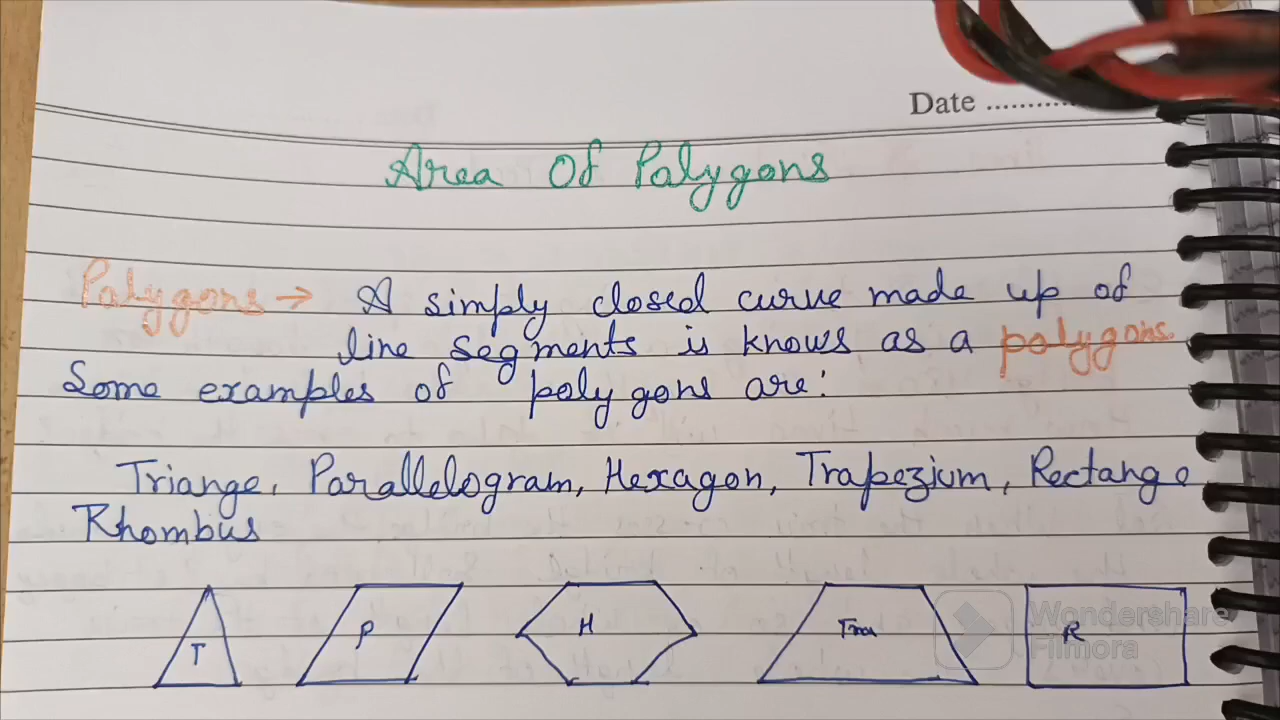 Date ...........
Area Of Polygons
Polygons → A simply closed curve made up of
line segments is knows as a polygons.
Some examples of polygons are:
Triange, Parallelogram, Hexagon, Trapezium, Rectange
Rhombus
T P H Tra R
Wondershare
Filmora